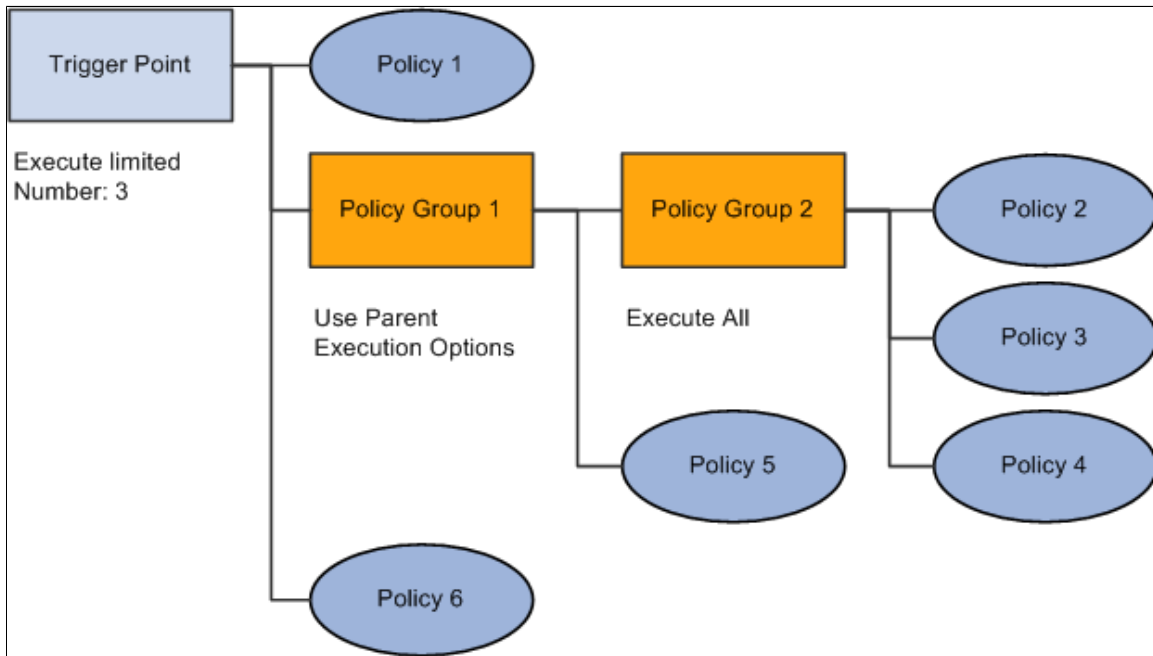 Trigger Point
Execute limited
Number: 3
Policy 1
Policy Group 1
Use Parent
Execution Options
Policy Group 2
Execute All
Policy 2
Policy 3
Policy 4
Policy 5
Policy 6